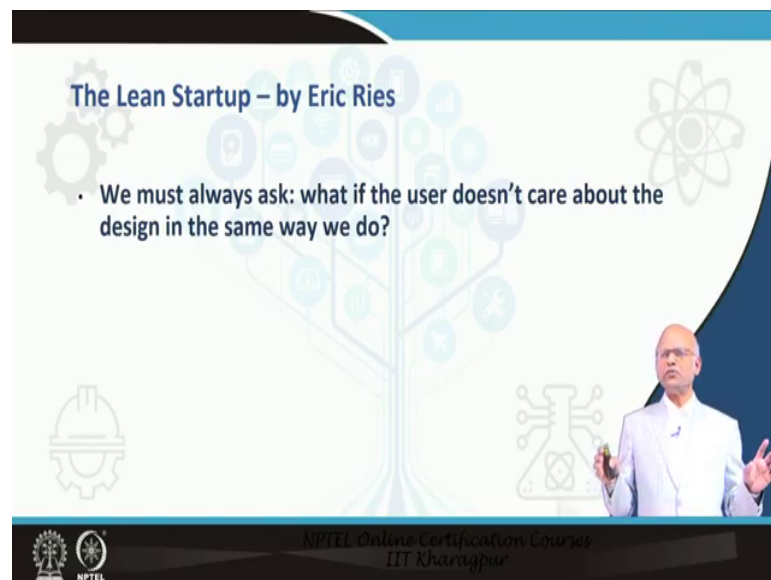 The Lean Startup – by Eric Ries
· We must always ask: what if the user doesn’t care about the
design in the same way we do?
NPTEL Online Certification Courses
IIT Kharagpur
NPTEL